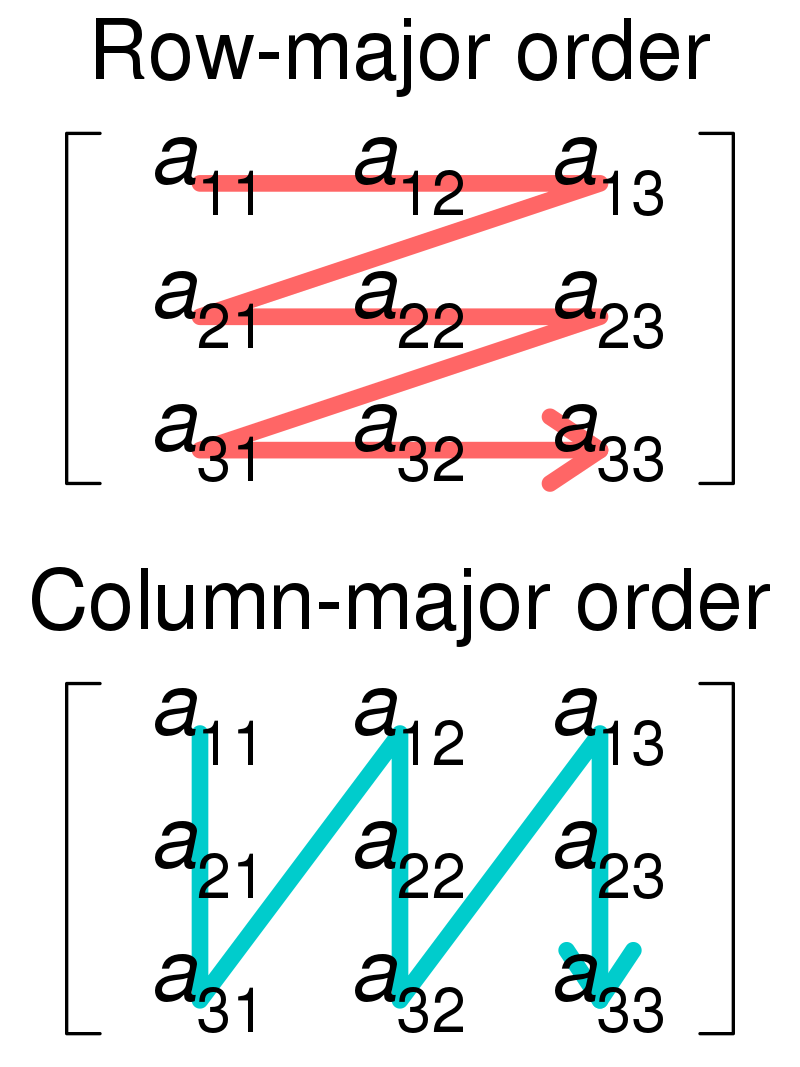 Row-major order
a11 a12 a13
a21 a22 a23
a31 a32 a33
Column-major order
a11 a12 a13
a21 a22 a23
a31 a32 a33